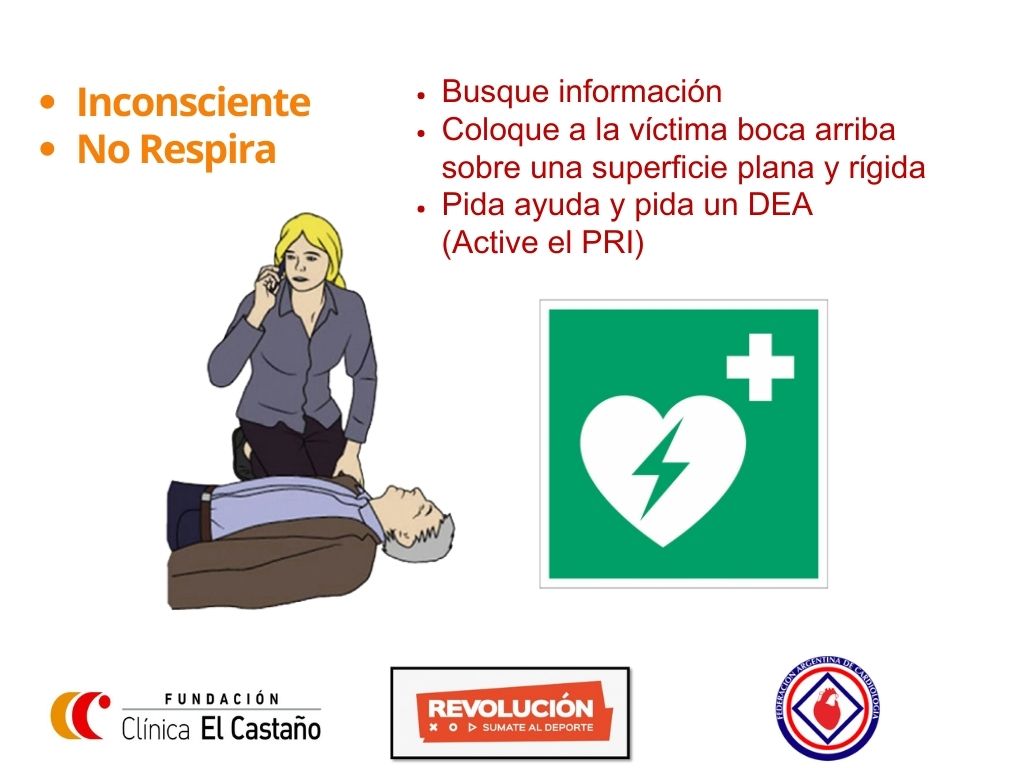 Inconsciente
No Respira
Busque información
Coloque a la víctima boca arriba
sobre una superficie plana y rígida
Pida ayuda y pida un DEA
(Active el PRI)
FUNDACIÓN
Clínica El Castaño
REVOLUCIÓN
SUMATE AL DEPORTE
FEDERACIÓN ARGENTINA DE CARDIOLOGÍA